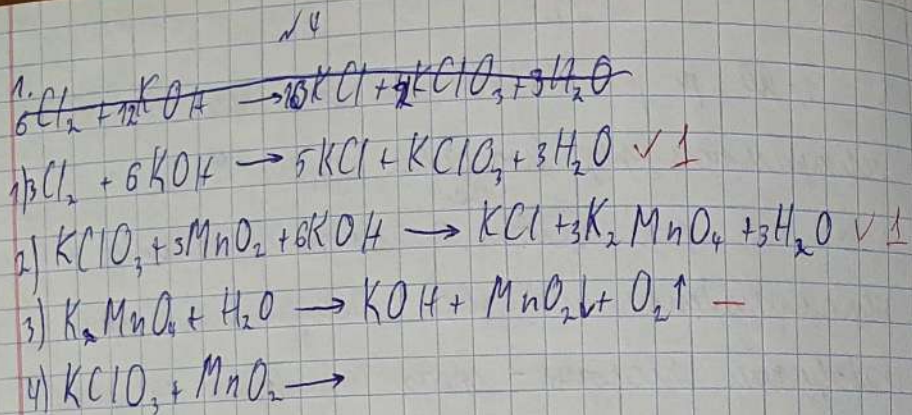 №4
1. 6Cl₂ + 12KOH → 10KCl + 2KClO₃ + 3H₂O
1) 3Cl₂ + 6KOH → 5KCl + KClO₃ + 3H₂O ✓ 1
2) KClO₃ + 3MnO₂ + 6KOH → KCl + 3K₂MnO₄ + 3H₂O ✓ 1
3) K₂MnO₄ + H₂O → KOH + MnO₂↓ + O₂↑ —
4) KClO₃ + MnO₂ →